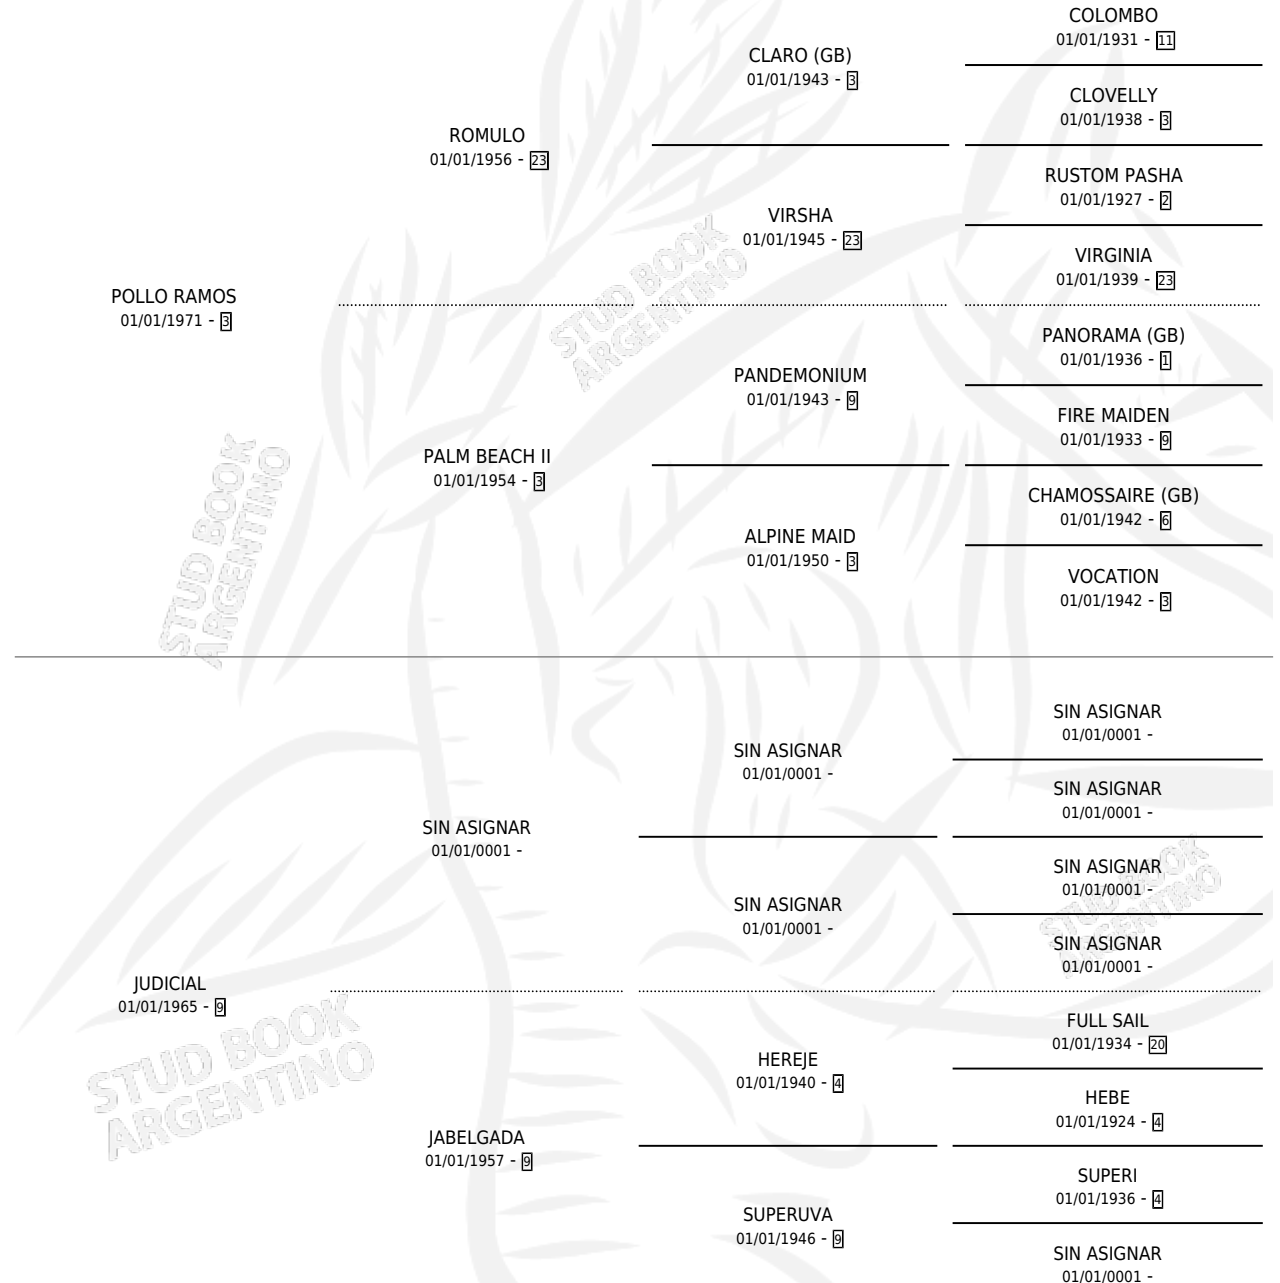 COLOMBO
01/01/1931 - 11
CLARO (GB)
01/01/1943 - 3
CLOVELLY
01/01/1938 - 3
ROMULO
01/01/1956 - 23
RUSTOM PASHA
01/01/1927 - 2
VIRSHA
01/01/1945 - 23
VIRGINIA
01/01/1939 - 23
POLLO RAMOS
01/01/1971 - 3
PANORAMA (GB)
01/01/1936 - 1
PANDEMONIUM
01/01/1943 - 9
FIRE MAIDEN
01/01/1933 - 9
PALM BEACH II
01/01/1954 - 3
CHAMOSSAIRE (GB)
01/01/1942 - 6
ALPINE MAID
01/01/1950 - 3
VOCATION
01/01/1942 - 3
STUD BOOK
ARGENTINO
STUD BOOK
ARGENTINO
SIN ASIGNAR
01/01/0001 -
SIN ASIGNAR
01/01/0001 -
SIN ASIGNAR
01/01/0001 -
SIN ASIGNAR
01/01/0001 -
SIN ASIGNAR
01/01/0001 -
SIN ASIGNAR
01/01/0001 -
SIN ASIGNAR
01/01/0001 -
JUDICIAL
01/01/1965 - 9
FULL SAIL
01/01/1934 - 20
HEREJE
01/01/1940 - 4
HEBE
01/01/1924 - 4
JABELGADA
01/01/1957 - 9
SUPERI
01/01/1936 - 4
SUPERUVA
01/01/1946 - 9
SIN ASIGNAR
01/01/0001 -
STUD BOOK
ARGENTINO
STUD BOOK
ARGENTINO